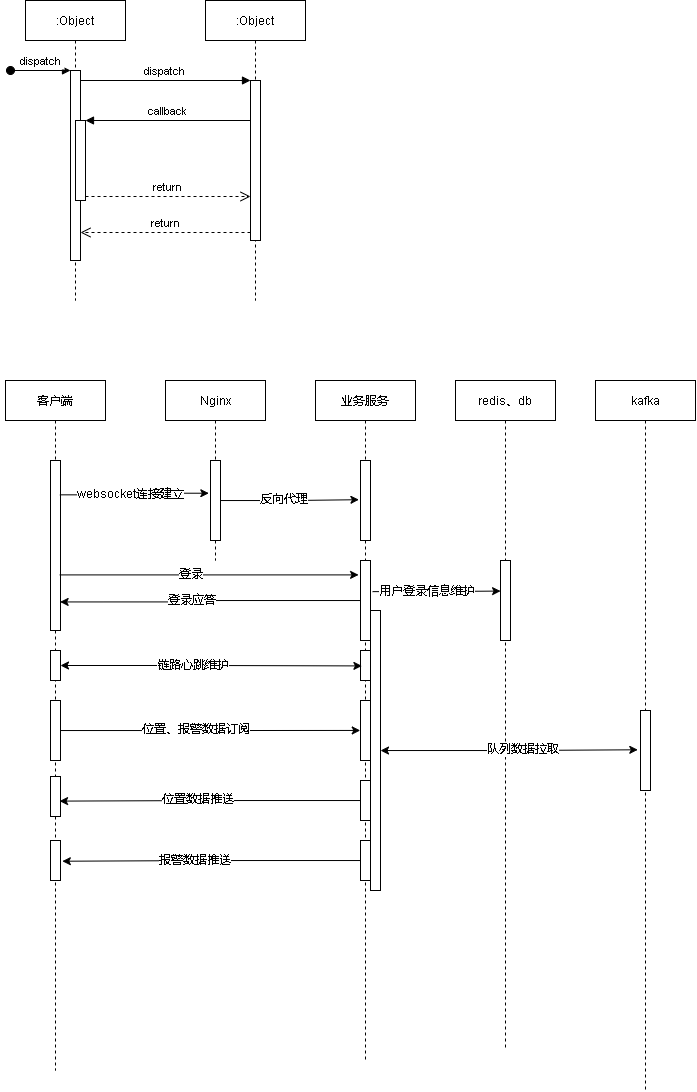 :Object
:Object
dispatch
dispatch
callback
return
return
客户端
Nginx
业务服务
redis、db
kafka
websocket连接建立
反向代理
登录
用户登录信息维护
登录应答
链路心跳维护
位置、报警数据订阅
队列数据拉取
位置数据推送
报警数据推送